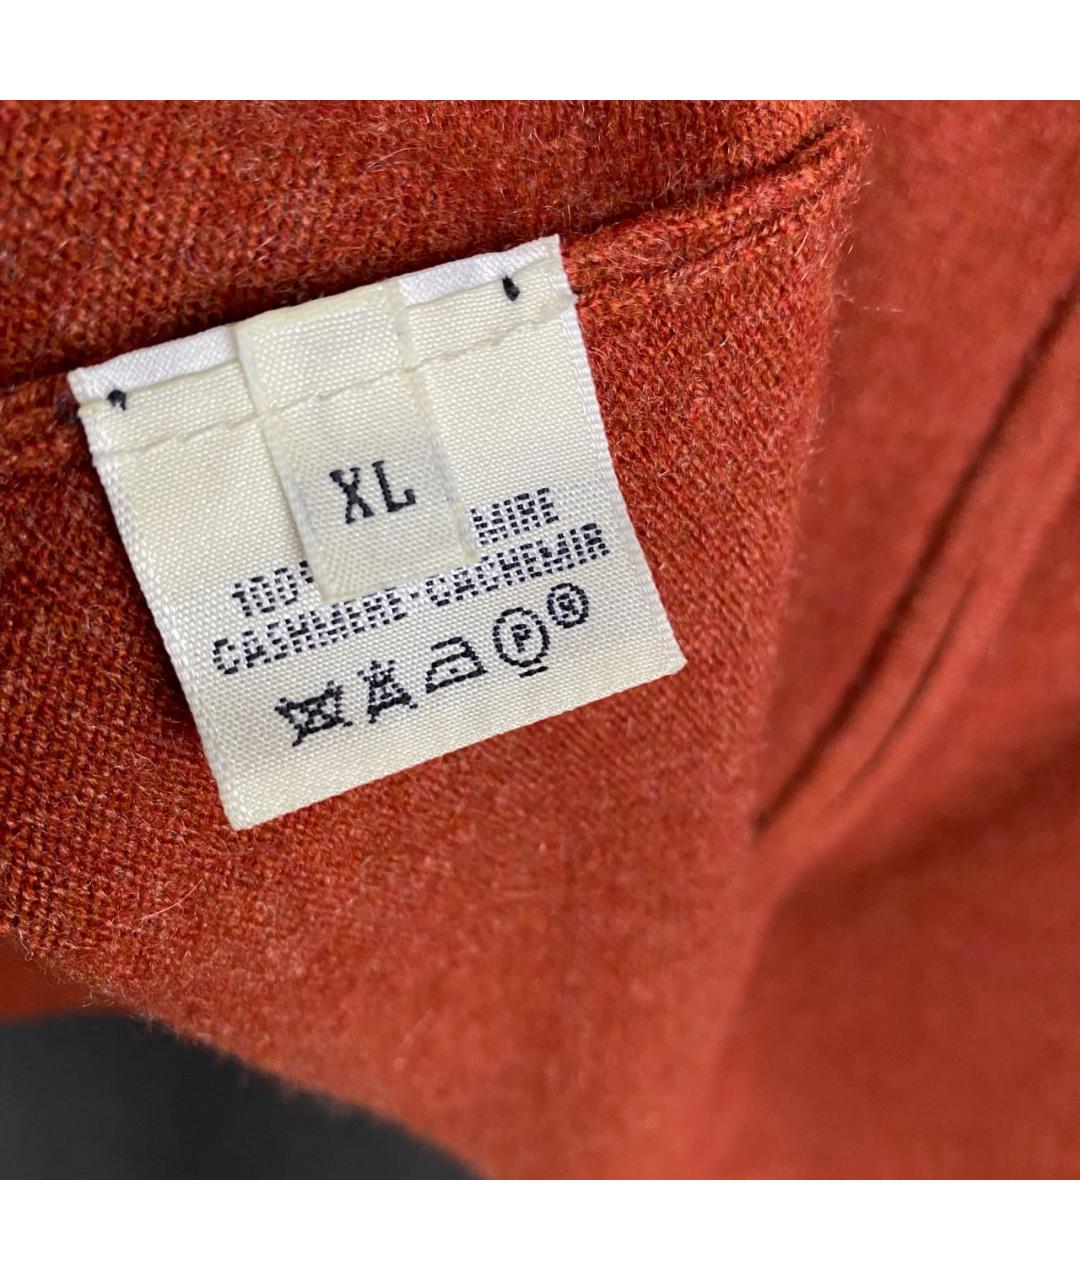 XL
100% MIRE
CASHMERE-CACHEMIR
P